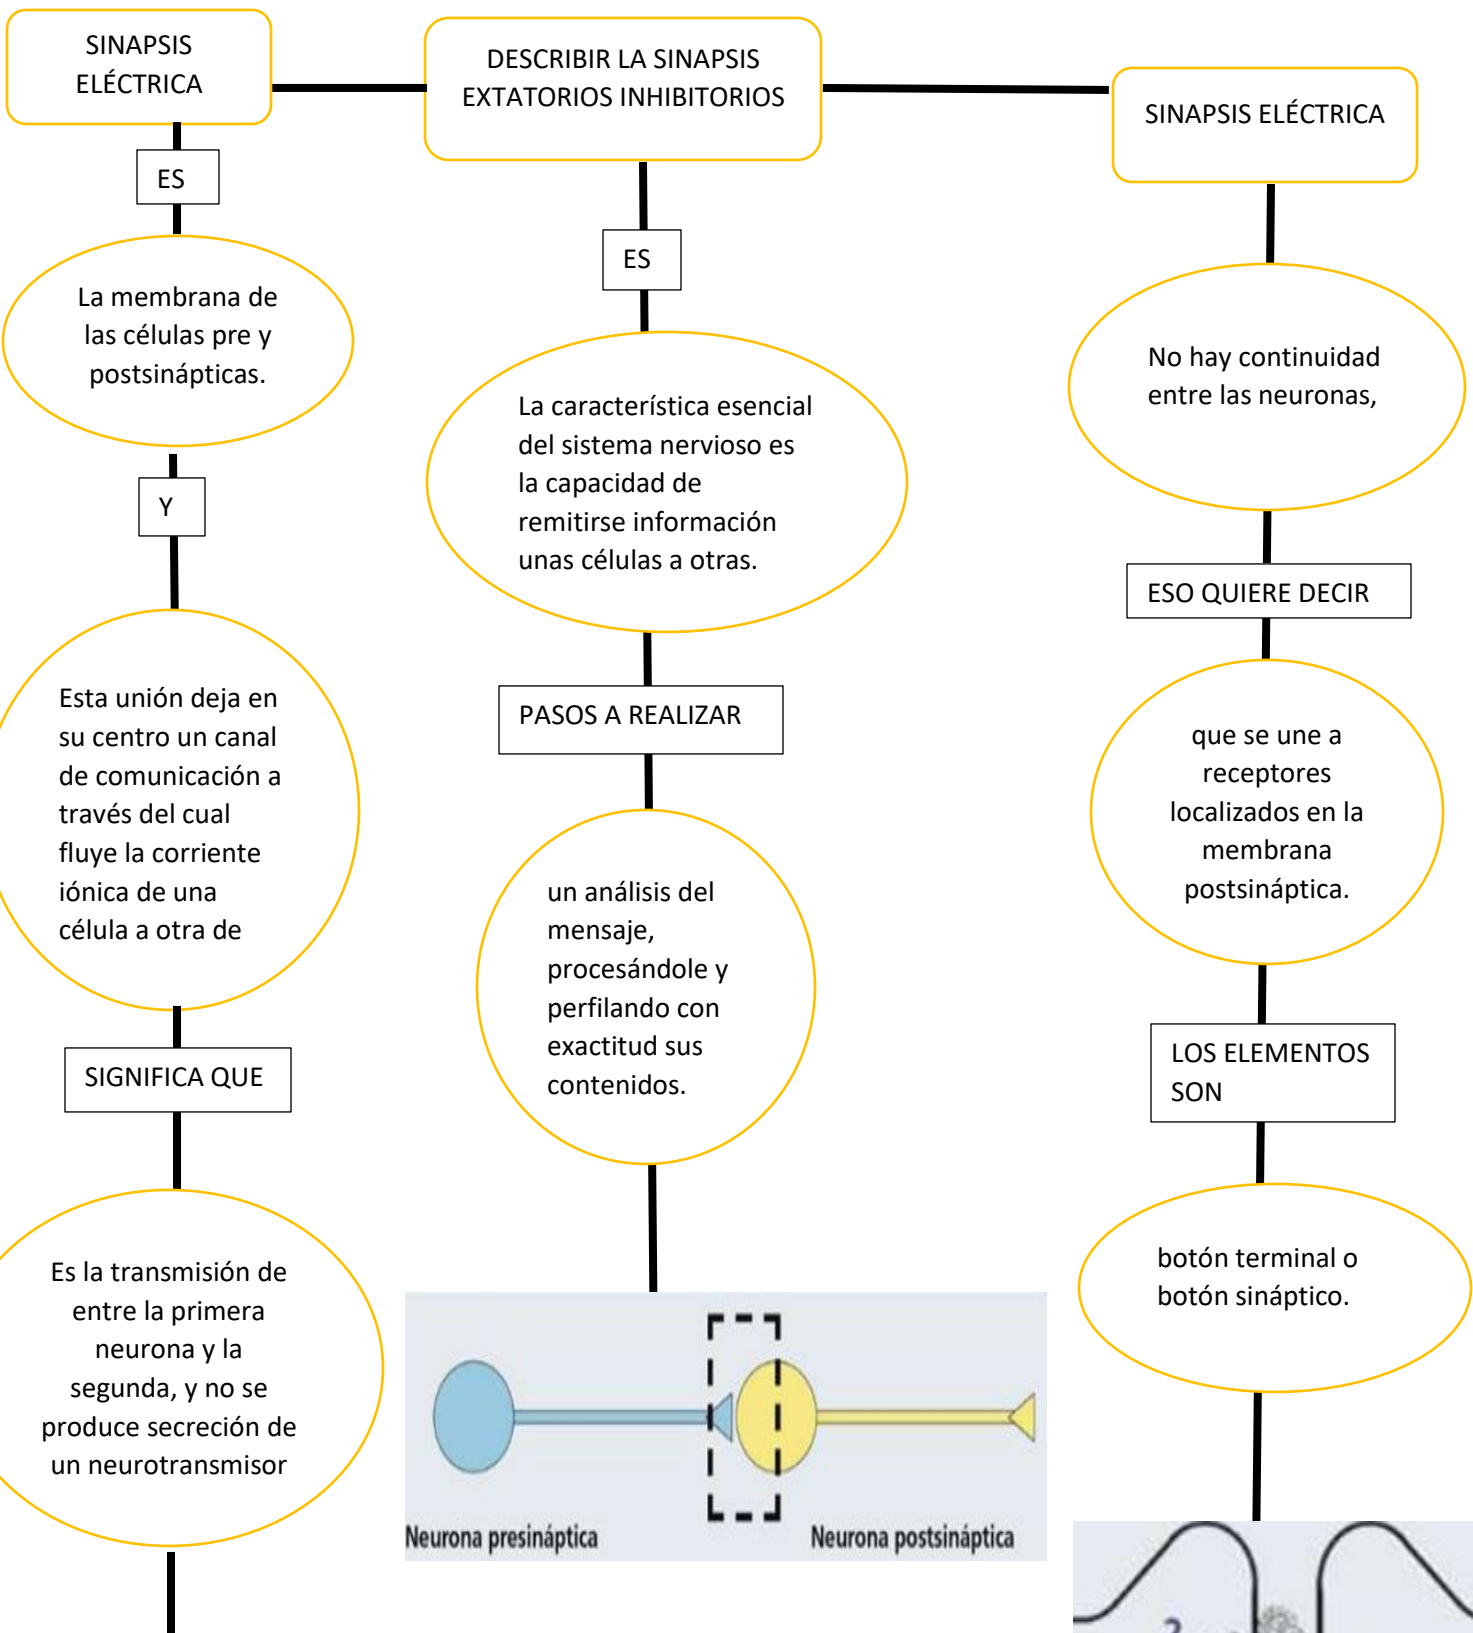 SINAPSIS
ELÉCTRICA
ES
La membrana de
las células pre y
postsinápticas.
Y
Esta unión deja en
su centro un canal
de comunicación a
través del cual
fluye la corriente
iónica de una
célula a otra de
SIGNIFICA QUE
Es la transmisión de
entre la primera
neurona y la
segunda, y no se
produce secreción de
un neurotransmisor
DESCRIBIR LA SINAPSIS
EXTATORIOS INHIBITORIOS
ES
La característica esencial
del sistema nervioso es
la capacidad de
remitirse información
unas células a otras.
PASOS A REALIZAR
un análisis del
mensaje,
procesándole y
perfilando con
exactitud sus
contenidos.
Neurona presináptica
Neurona postsináptica
SINAPSIS ELÉCTRICA
No hay continuidad
entre las neuronas,
ESO QUIERE DECIR
que se une a
receptores
localizados en la
membrana
postsináptica.
LOS ELEMENTOS
SON
botón terminal o
botón sináptico.
2